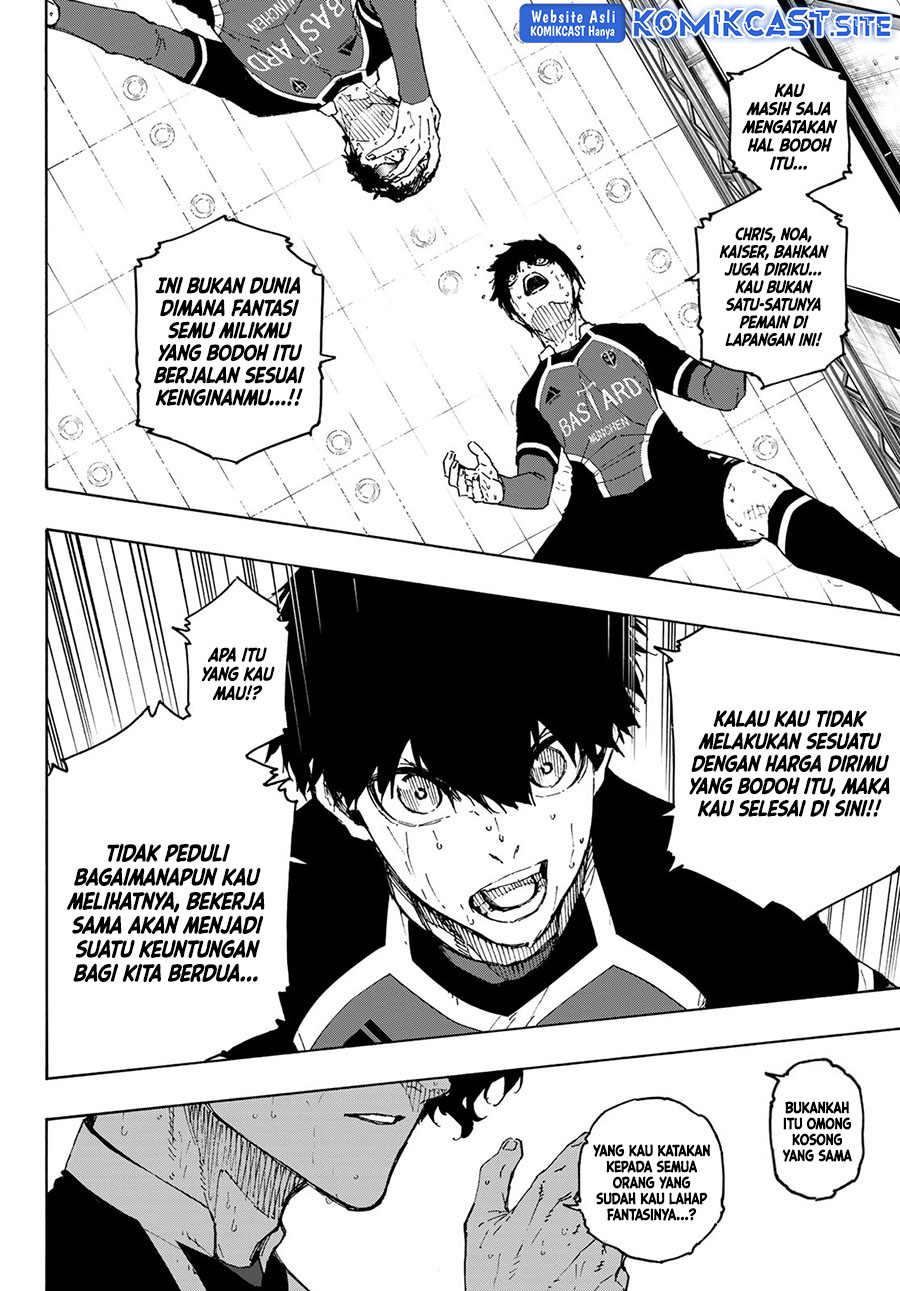 Website Asli
KOMIKCAST Hanya
KOMIKCAST.SITE
BASTARD
MÜNCHEN
KAU
MASIH SAJA
MENGATAKAN
HAL BODOH
ITU...
CHRIS, NOA,
KAISER, BAHKAN
JUGA DIRIKU...
KAU BUKAN
SATU-SATUNYA
PEMAIN DI
LAPANGAN INI!
INI BUKAN DUNIA
DIMANA FANTASI
SEMU MILIKMU
YANG BODOH ITU
BERJALAN SESUAI
KEINGINANMU...!!
BASTARD
MÜNCHEN
KALAU KAU TIDAK
MELAKUKAN SESUATU
DENGAN HARGA DIRIMU
YANG BODOH ITU, MAKA
KAU SELESAI DI SINI!!
APA ITU
YANG KAU
MAU!?
TIDAK PEDULI
BAGAIMANAPUN KAU
MELIHATNYA, BEKERJA
SAMA AKAN MENJADI
SUATU KEUNTUNGAN
BAGI KITA BERDUA...
BUKANKAH
ITU OMONG
KOSONG
YANG SAMA
YANG KAU KATAKAN
KEPADA SEMUA
ORANG YANG
SUDAH KAU LAHAP
FANTASINYA...?